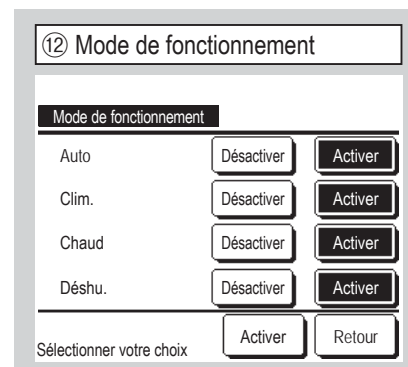 ⑫ Mode de fonctionnement
Mode de fonctionnement
Auto Désactiver Activer
Clim. Désactiver Activer
Chaud Désactiver Activer
Déshu. Désactiver Activer
Sélectionner votre choix Activer Retour